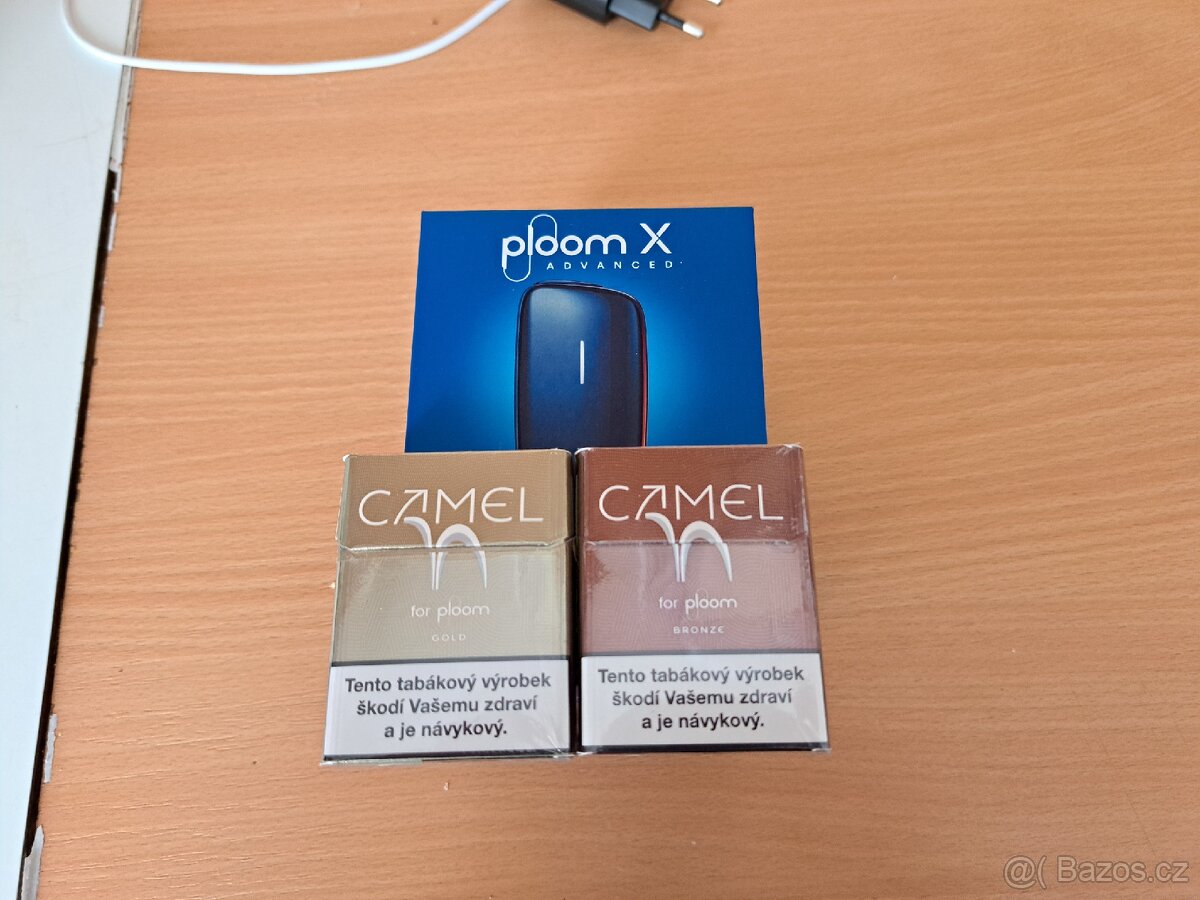 ploom X
ADVANCED
CAMEL
for ploom
GOLD
Tento tabákový výrobek
škodí Vašemu zdraví
a je návykový.
CAMEL
for ploom
BRONZE
Tento tabákový výrobek
škodí Vašemu zdraví
a je návykový.
@( Bazos.cz